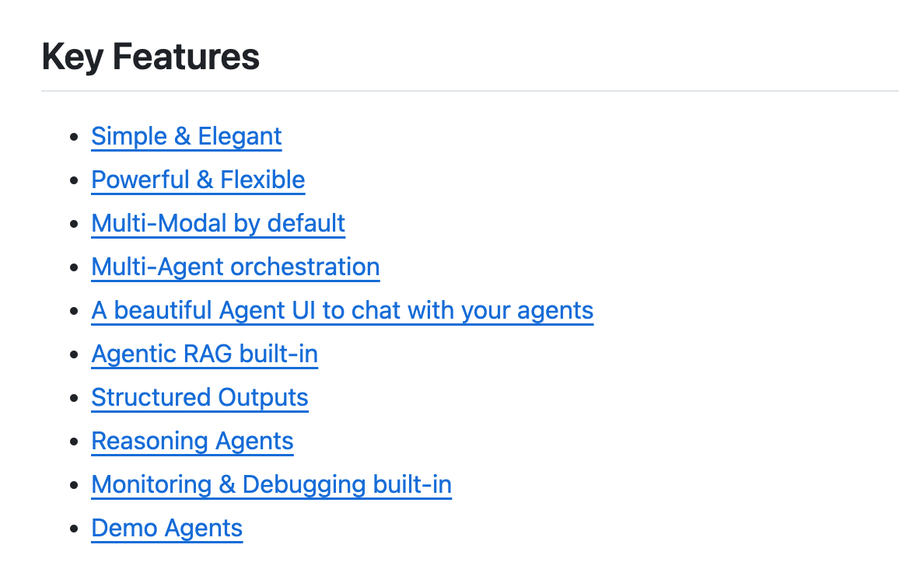 Key Features
Simple & Elegant
Powerful & Flexible
Multi-Modal by default
Multi-Agent orchestration
A beautiful Agent UI to chat with your agents
Agentic RAG built-in
Structured Outputs
Reasoning Agents
Monitoring & Debugging built-in
Demo Agents